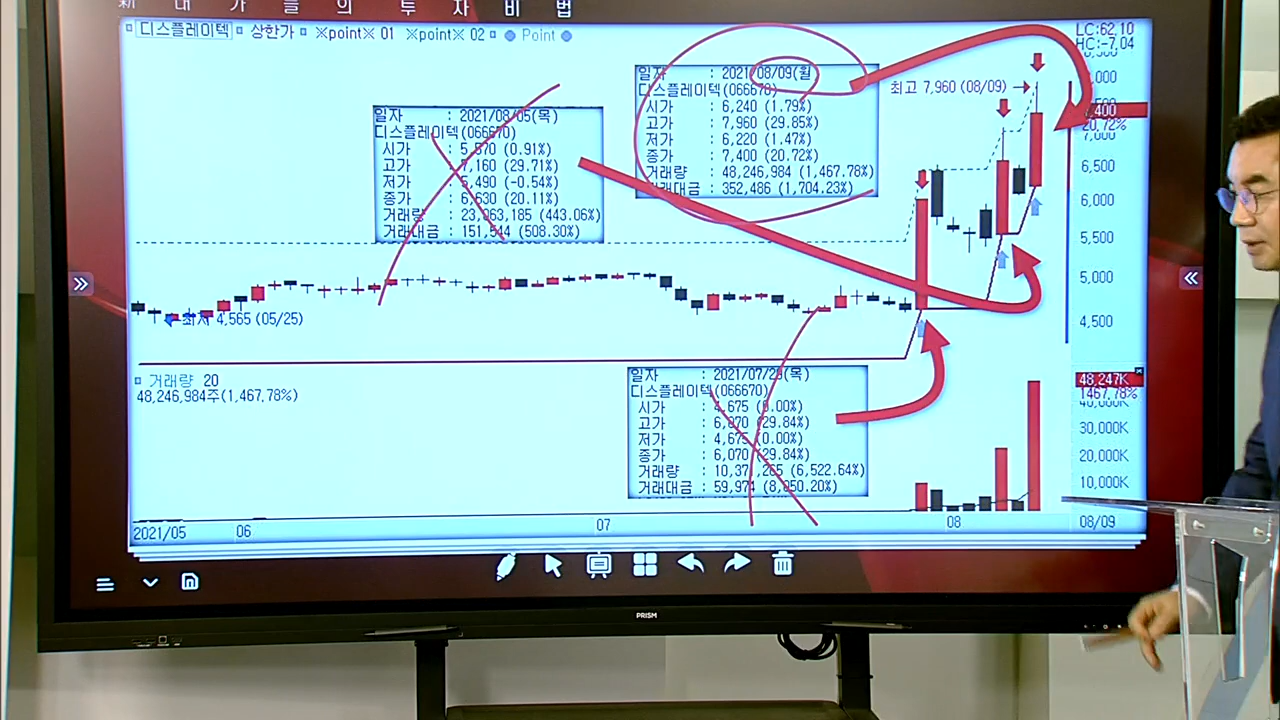 新 대 가 들 의 투 자 비 법
디스플레이텍 상한가 ※point※ 01 ※point※ 02 Point
LC:62.10
HC:-7.04
일자 : 2021/08/09(월
디스플레이텍(066670)
시가 : 6,240 (1.79%)
고가 : 7,960 (29.85%)
저가 : 6,220 (1.47%)
종가 : 7,400 (20.72%)
거래량 : 48,246,984 (1,467.78%)
거래대금 : 352,486 (1,704.23%)
최고 7,960 (08/09)
일자 : 2021/08/05(목)
디스플레이텍(066670)
시가 : 5,570 (0.91%)
고가 : 7,160 (29.71%)
저가 : 5,490 (-0.54%)
종가 : 6,630 (20.11%)
거래량 : 23,063,185 (443.06%)
거래대금 : 151,544 (508.30%)
20.72%
7,000
6,500
6,000
5,500
5,000
4,500
최저 4,565 (05/25)
거래량 20
48,246,984주(1,467.78%)
일자 : 2021/07/29(목)
디스플레이텍(066670)
시가 : 4,675 (0.00%)
고가 : 6,070 (29.84%)
저가 : 4,675 (0.00%)
종가 : 6,070 (29.84%)
거래량 : 10,371,265 (6,522.64%)
거래대금 : 59,974 (8,050.20%)
48,247K
1467.78%
40,000K
30,000K
20,000K
10,000K
2021/05 06 07 08 08/09
PRISM